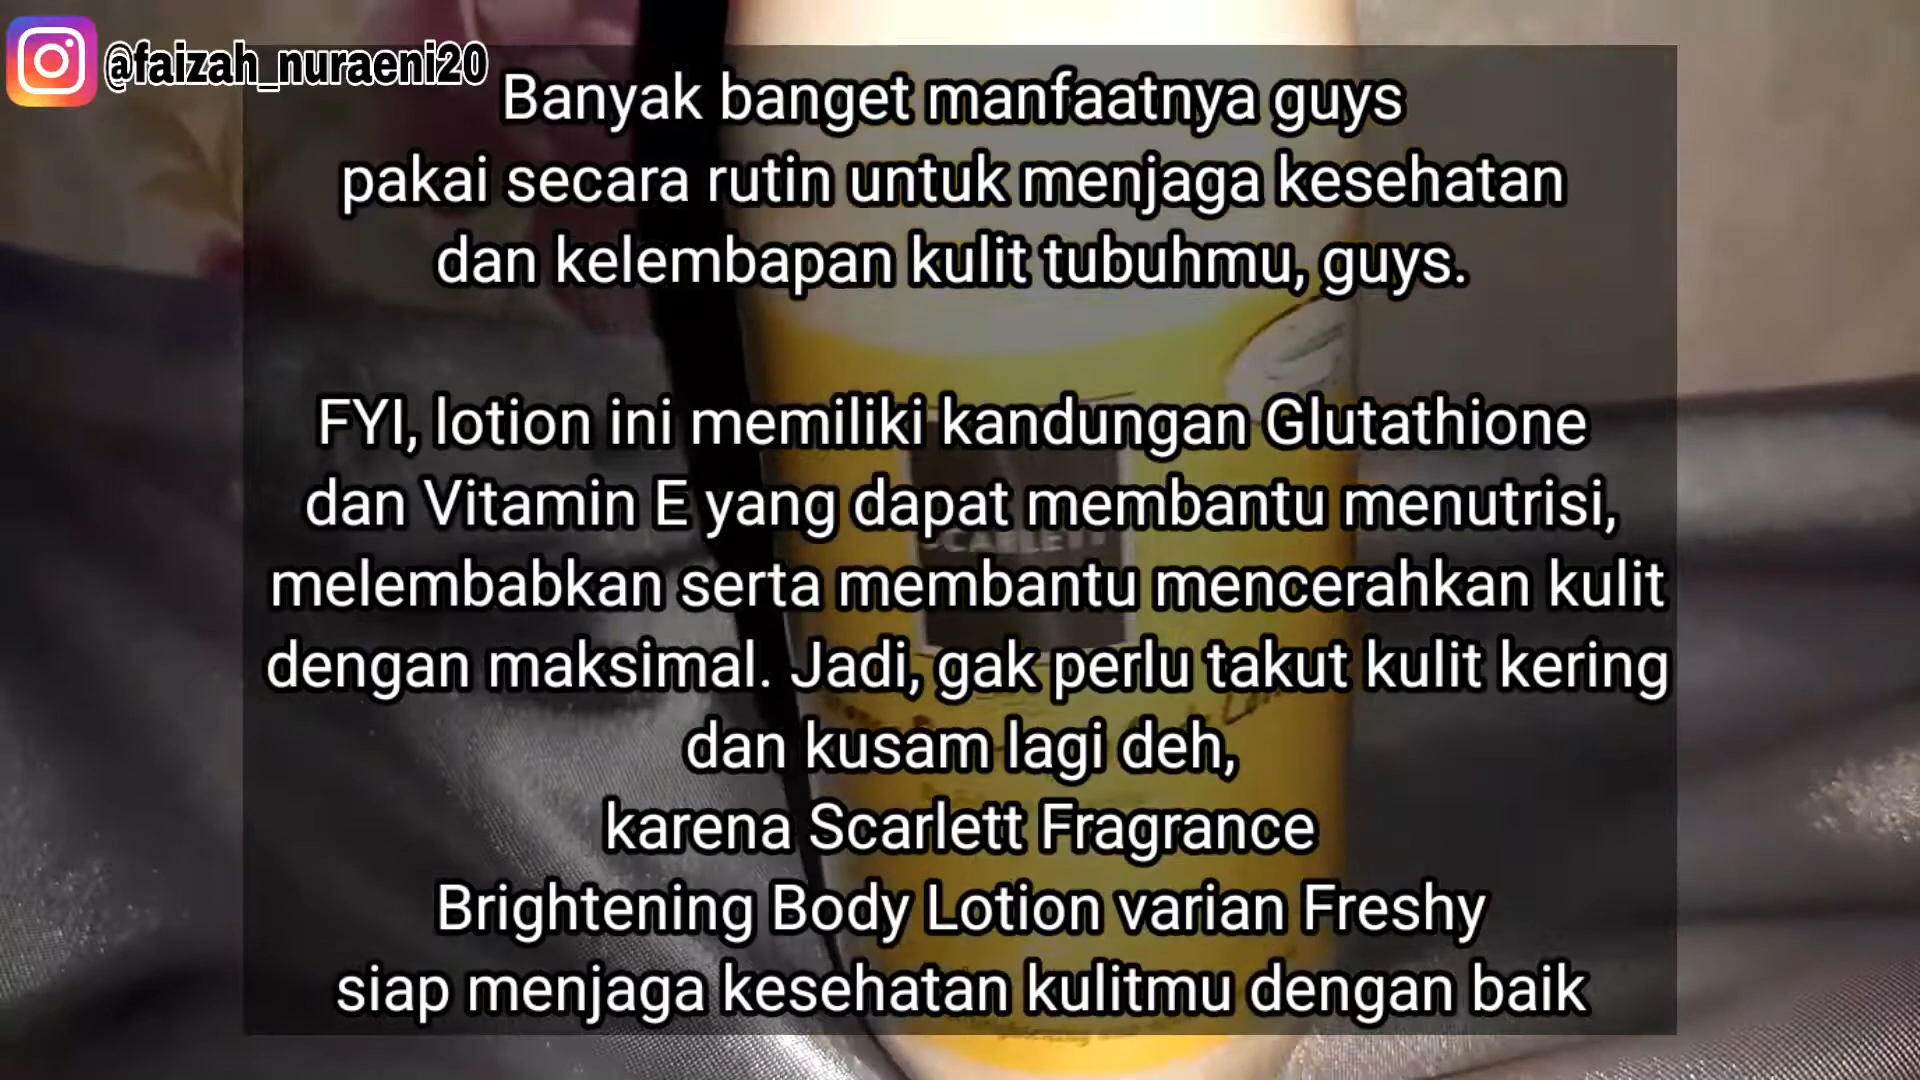 @faizah_nuraeni20
Banyak banget manfaatnya guys
pakai secara rutin untuk menjaga kesehatan
dan kelembapan kulit tubuhmu, guys.
FYI, lotion ini memiliki kandungan Glutathione
dan Vitamin E yang dapat membantu menutrisi,
melembabkan serta membantu mencerahkan kulit
dengan maksimal. Jadi, gak perlu takut kulit kering
dan kusam lagi deh,
karena Scarlett Fragrance
Brightening Body Lotion varian Freshy
siap menjaga kesehatan kulitmu dengan baik
SCARLETT